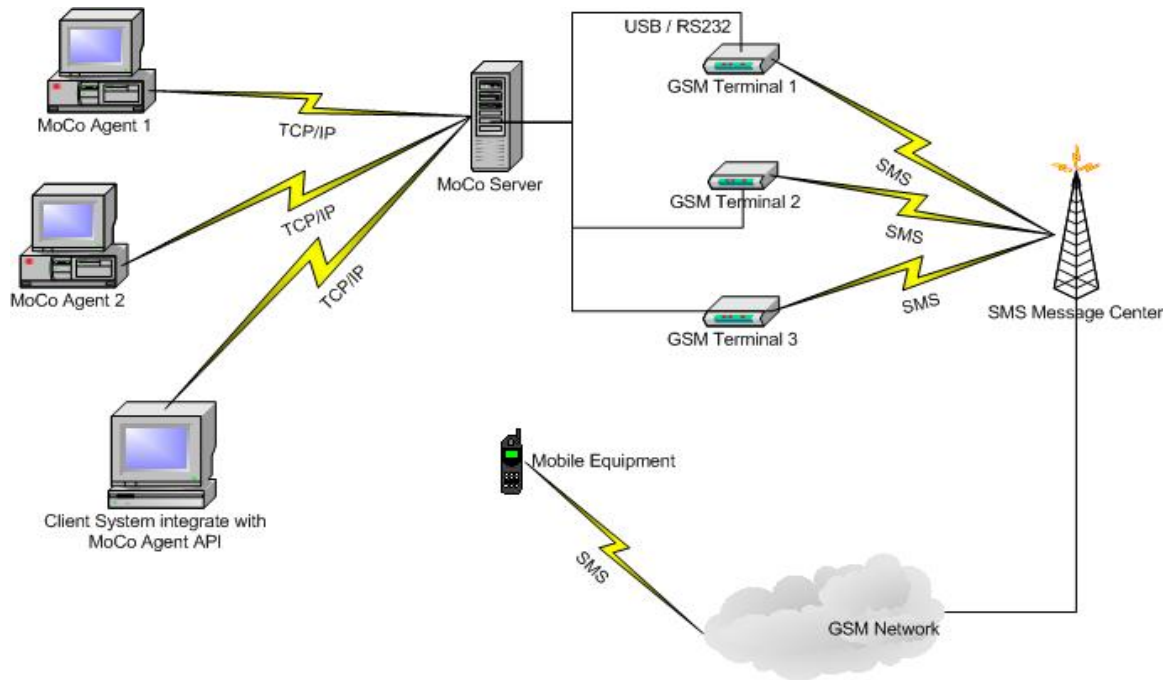 USB / RS232
MoCo Agent 1
TCP/IP
MoCo Server
GSM Terminal 1
SMS
MoCo Agent 2
TCP/IP
GSM Terminal 2
SMS
TCP/IP
GSM Terminal 3
SMS
SMS Message Center
Client System integrate with
MoCo Agent API
Mobile Equipment
SMS
GSM Network